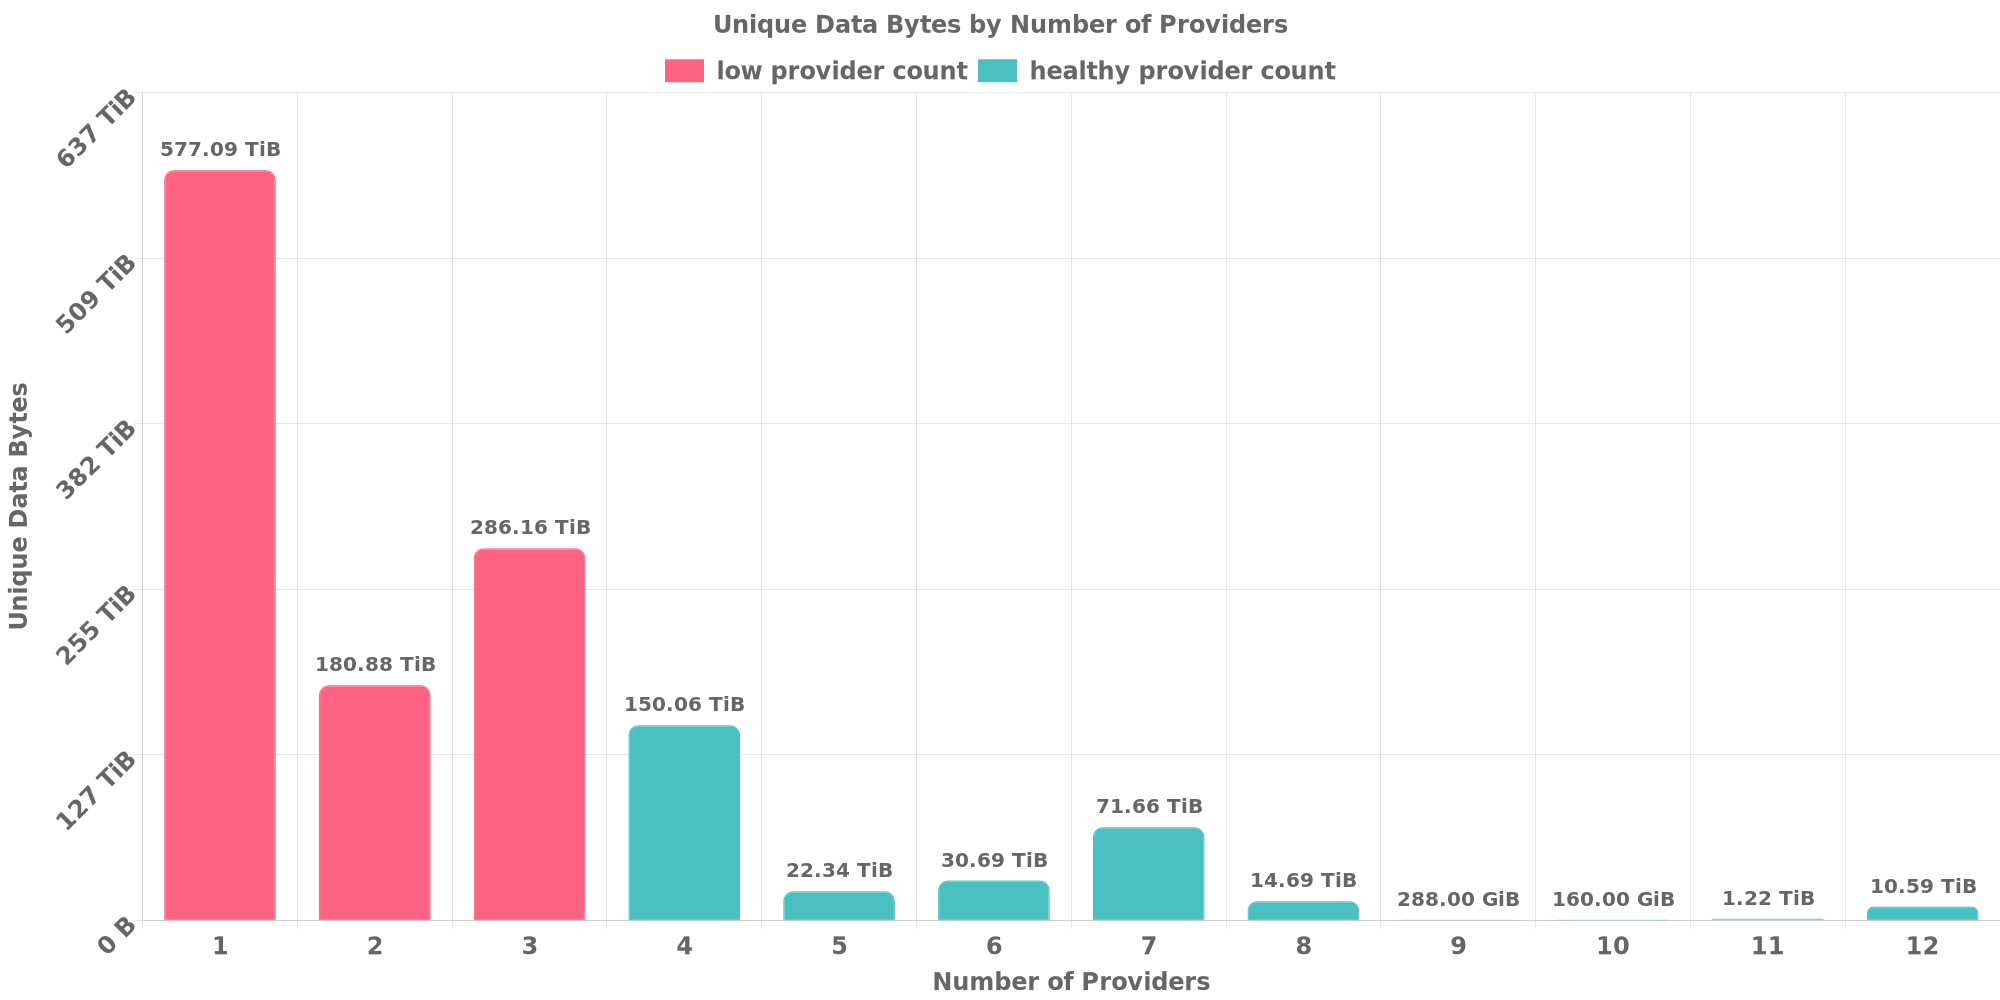 Unique Data Bytes by Number of Providers
low provider count healthy provider count
637 TiB
509 TiB
382 TiB
255 TiB
127 TiB
0 B
Unique Data Bytes
577.09 TiB
180.88 TiB
286.16 TiB
150.06 TiB
22.34 TiB
30.69 TiB
71.66 TiB
14.69 TiB
288.00 GiB
160.00 GiB
1.22 TiB
10.59 TiB
1 2 3 4 5 6 7 8 9 10 11 12
Number of Providers